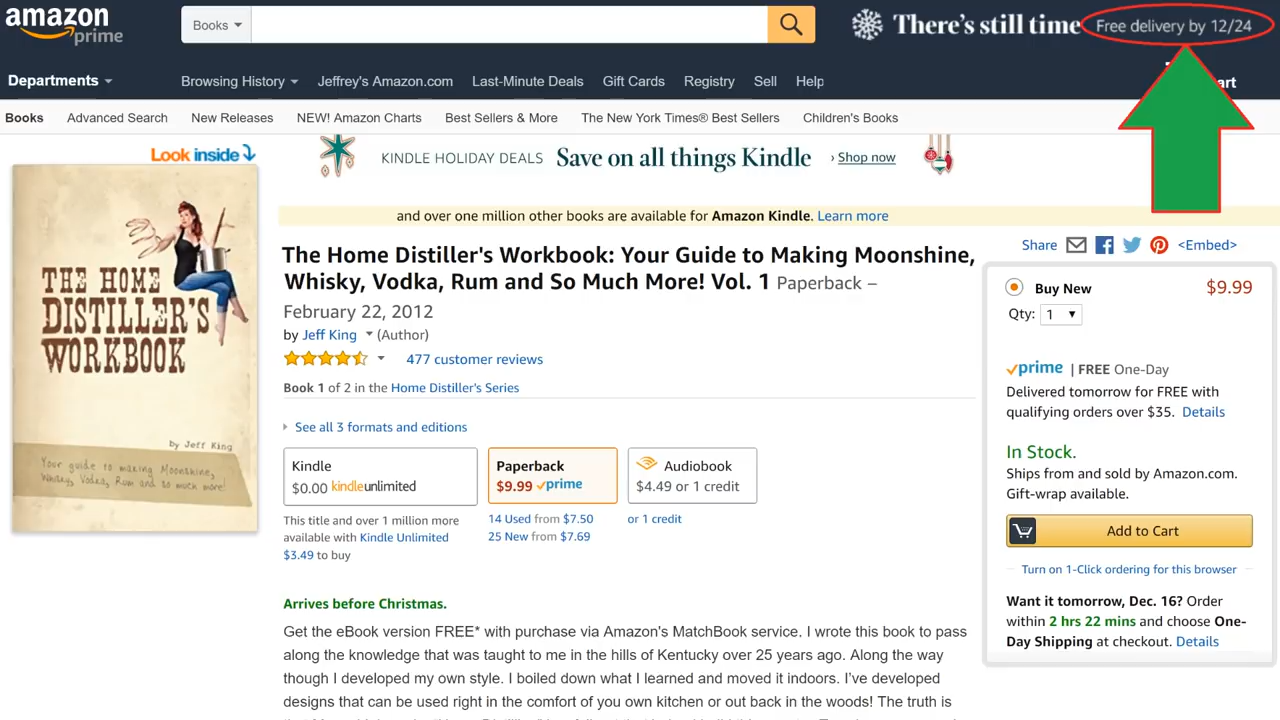 amazon
prime
Books
There's still time
Free delivery by 12/24
Departments
Browsing History
Jeffrey's Amazon.com
Last-Minute Deals
Gift Cards
Registry
Sell
Help
Books
Advanced Search
New Releases
NEW! Amazon Charts
Best Sellers & More
The New York Times® Best Sellers
Children's Books
Look inside
KINDLE HOLIDAY DEALS Save on all things Kindle › Shop now
and over one million other books are available for Amazon Kindle. Learn more
THE HOME
DISTILLER'S
WORKBOOK
by Jeff King
Your guide to making Moonshine,
Whisky, Vodka, Rum and so much more!
The Home Distiller's Workbook: Your Guide to Making Moonshine,
Whisky, Vodka, Rum and So Much More! Vol. 1 Paperback –
February 22, 2012
by Jeff King (Author)
477 customer reviews
Book 1 of 2 in the Home Distiller's Series
See all 3 formats and editions
Kindle
$0.00 kindleunlimited
This title and over 1 million more
available with Kindle Unlimited
$3.49 to buy
Paperback
$9.99 prime
14 Used from $7.50
25 New from $7.69
Audiobook
$4.49 or 1 credit
or 1 credit
Arrives before Christmas.
Get the eBook version FREE* with purchase via Amazon's MatchBook service. I wrote this book to pass
along the knowledge that was taught to me in the hills of Kentucky over 25 years ago. Along the way
though I developed my own style. I boiled down what I learned and moved it indoors. I've developed
designs that can be used right in the comfort of you own kitchen or out back in the woods! The truth is
Share <Embed>
Buy New $9.99
Qty: 1
prime | FREE One-Day
Delivered tomorrow for FREE with
qualifying orders over $35. Details
In Stock.
Ships from and sold by Amazon.com.
Gift-wrap available.
Add to Cart
Turn on 1-Click ordering for this browser
Want it tomorrow, Dec. 16? Order
within 2 hrs 22 mins and choose One-
Day Shipping at checkout. Details